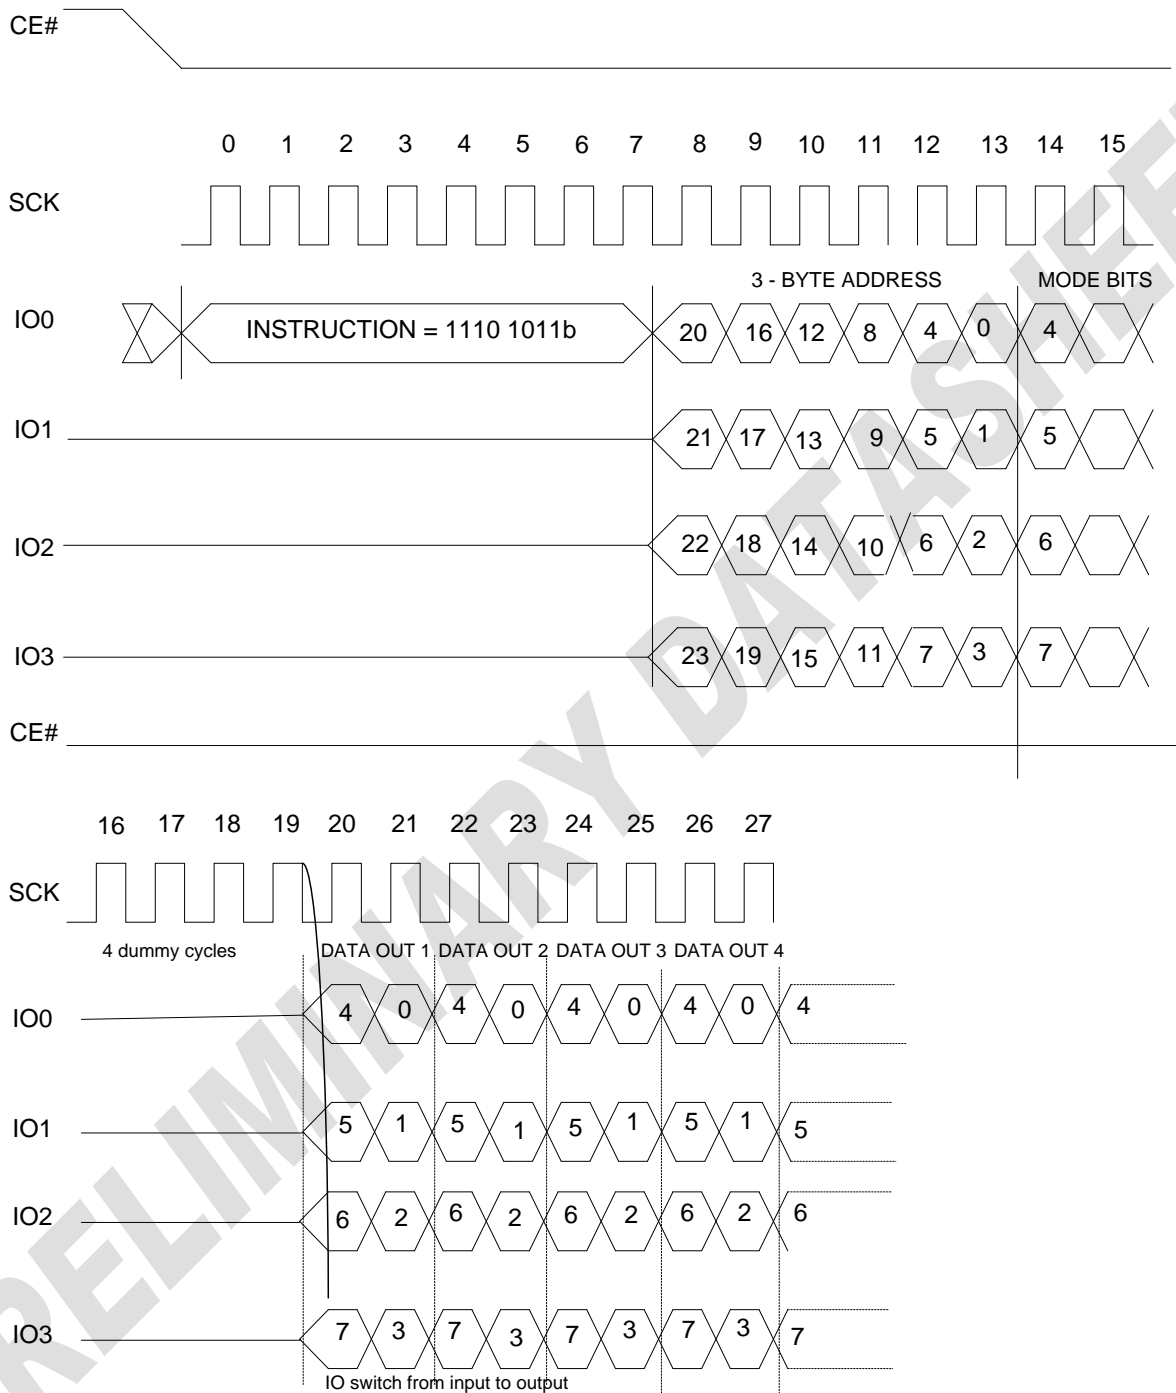 CE#
0 1 2 3 4 5 6 7 8 9 10 11 12 13 14 15
SCK
3 - BYTE ADDRESS MODE BITS
IO0 INSTRUCTION = 1110 1011b 20 16 12 8 4 0 4
IO1 21 17 13 9 5 1 5
IO2 22 18 14 10 6 2 6
IO3 23 19 15 11 7 3 7
CE#
16 17 18 19 20 21 22 23 24 25 26 27
SCK
4 dummy cycles DATA OUT 1 DATA OUT 2 DATA OUT 3 DATA OUT 4
IO0 4 0 4 0 4 0 4 0 4
IO1 5 1 5 1 5 1 5 1 5
IO2 6 2 6 2 6 2 6 2 6
IO3 7 3 7 3 7 3 7 3 7
IO switch from input to output
RELIMINARY DATASHEE